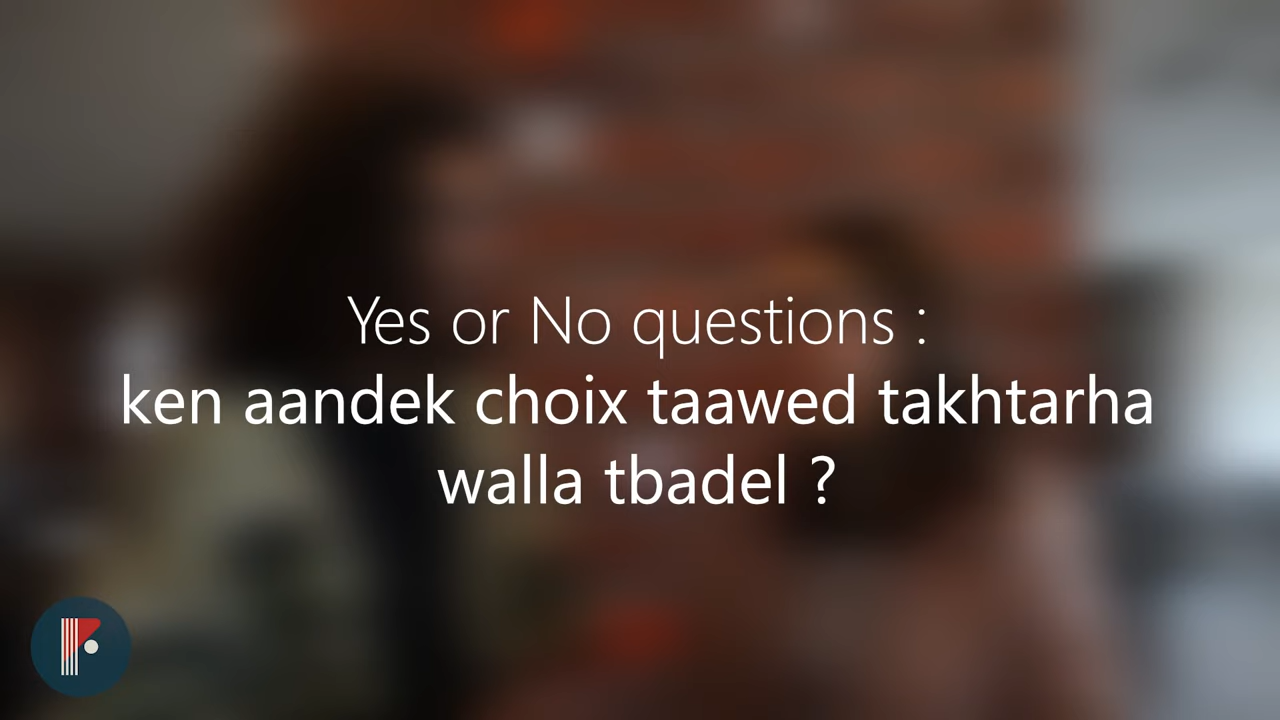 Yes or No questions :
ken aandek choix taawed takhtarha
walla tbadel ?